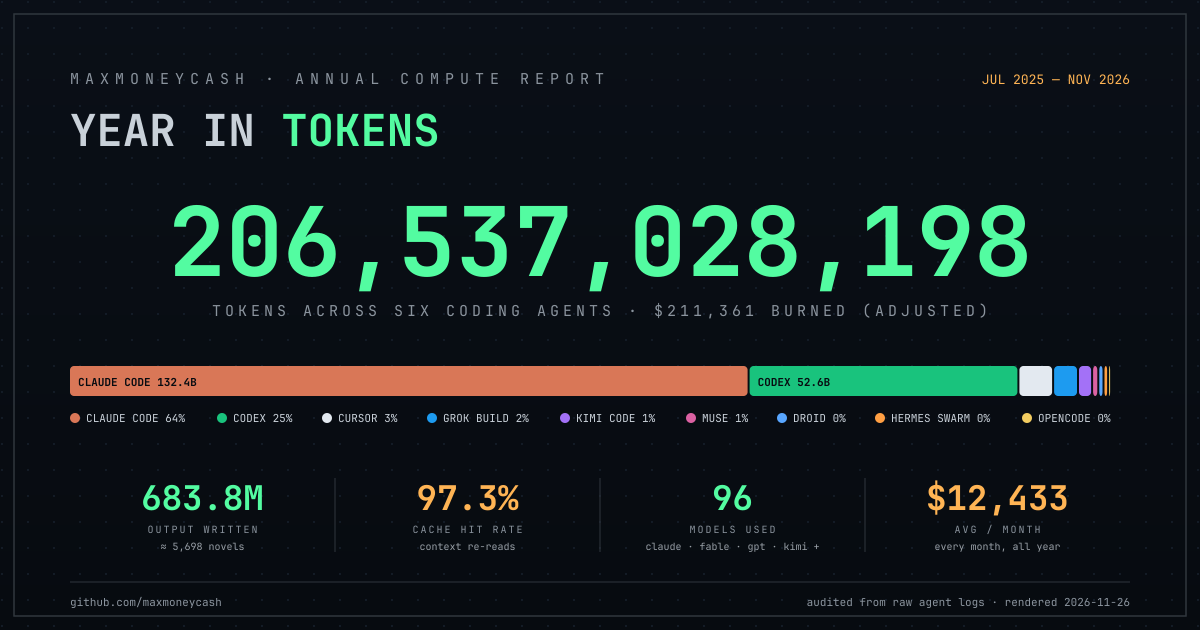 MAXMONEYCASH · ANNUAL COMPUTE REPORT
JUL 2025 — NOV 2026
YEAR IN TOKENS
206,537,028,198
TOKENS ACROSS SIX CODING AGENTS · $211,361 BURNED (ADJUSTED)
CLAUDE CODE 132.4B
CODEX 52.6B
CLAUDE CODE 64%
CODEX 25%
CURSOR 3%
GROK BUILD 2%
KIMI CODE 1%
MUSE 1%
DROID 0%
HERMES SWARM 0%
OPENCODE 0%
683.8M
OUTPUT WRITTEN
≈ 5,698 novels
97.3%
CACHE HIT RATE
context re-reads
96
MODELS USED
claude · fable · gpt · kimi +
$12,433
AVG / MONTH
every month, all year
github.com/maxmoneycash
audited from raw agent logs · rendered 2026-11-26